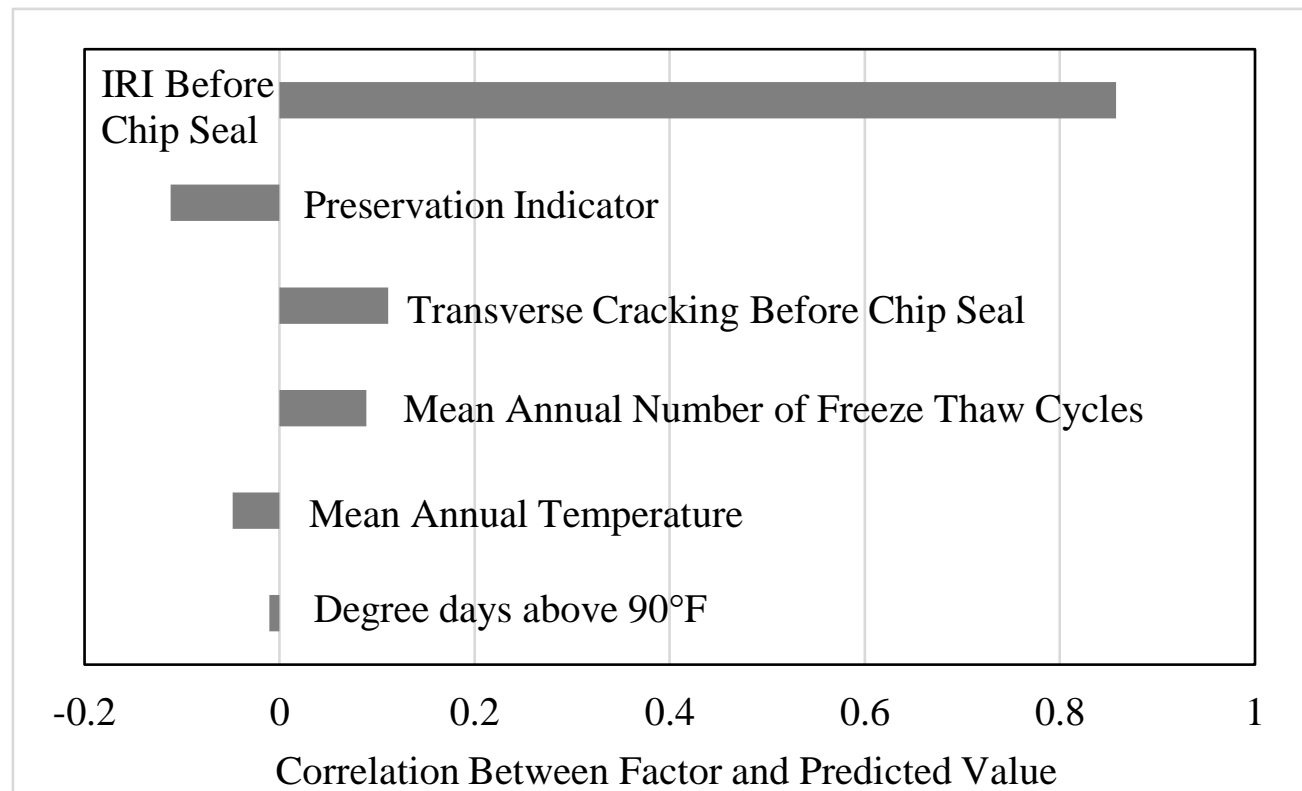 IRI Before
Chip Seal
Preservation Indicator
Transverse Cracking Before Chip Seal
Mean Annual Number of Freeze Thaw Cycles
Mean Annual Temperature
Degree days above 90°F
-0.2 0 0.2 0.4 0.6 0.8 1
Correlation Between Factor and Predicted Value